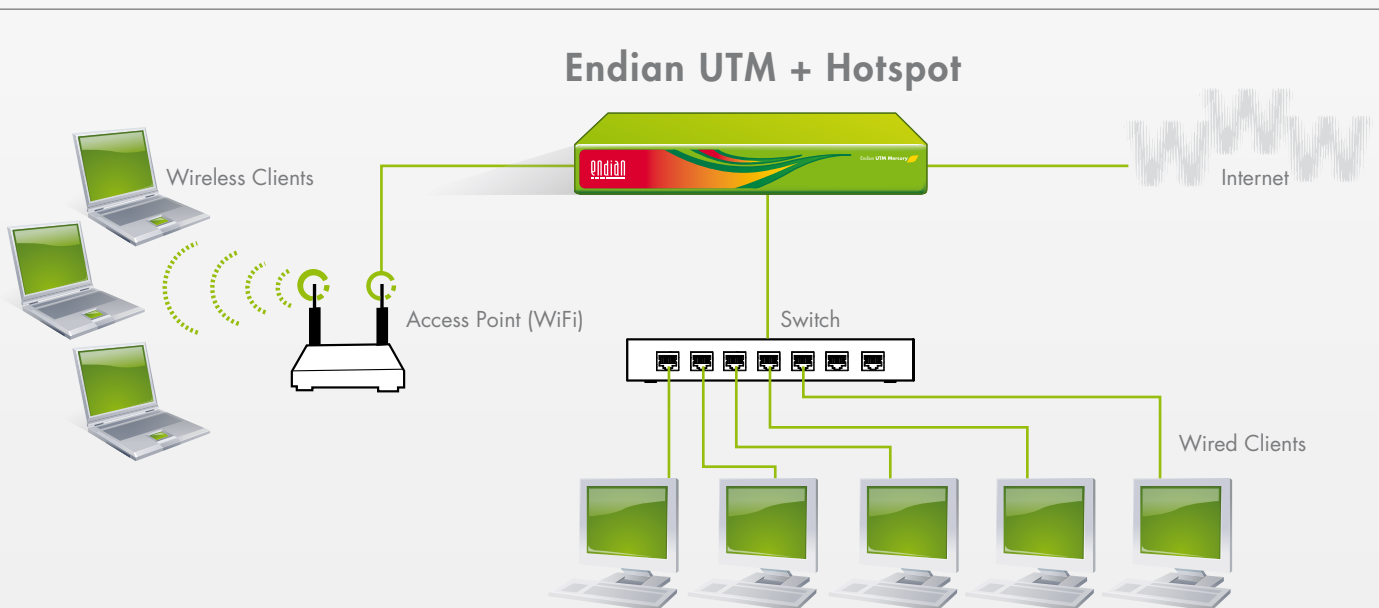 Endian UTM + Hotspot
WWW
endian
Endian UTM Mercury
Wireless Clients
Internet
Access Point (WiFi)
Switch
Wired Clients